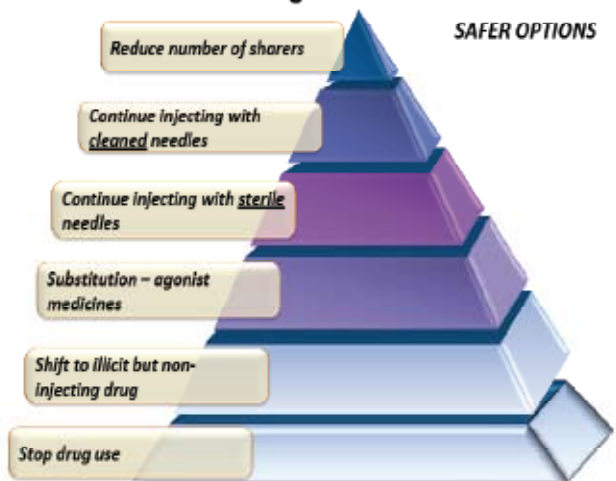 SAFER OPTIONS
Reduce number of sharers
Continue injecting with
cleaned needles
Continue injecting with sterile
needles
Substitution – agonist
medicines
Shift to illicit but non-
injecting drug
Stop drug use